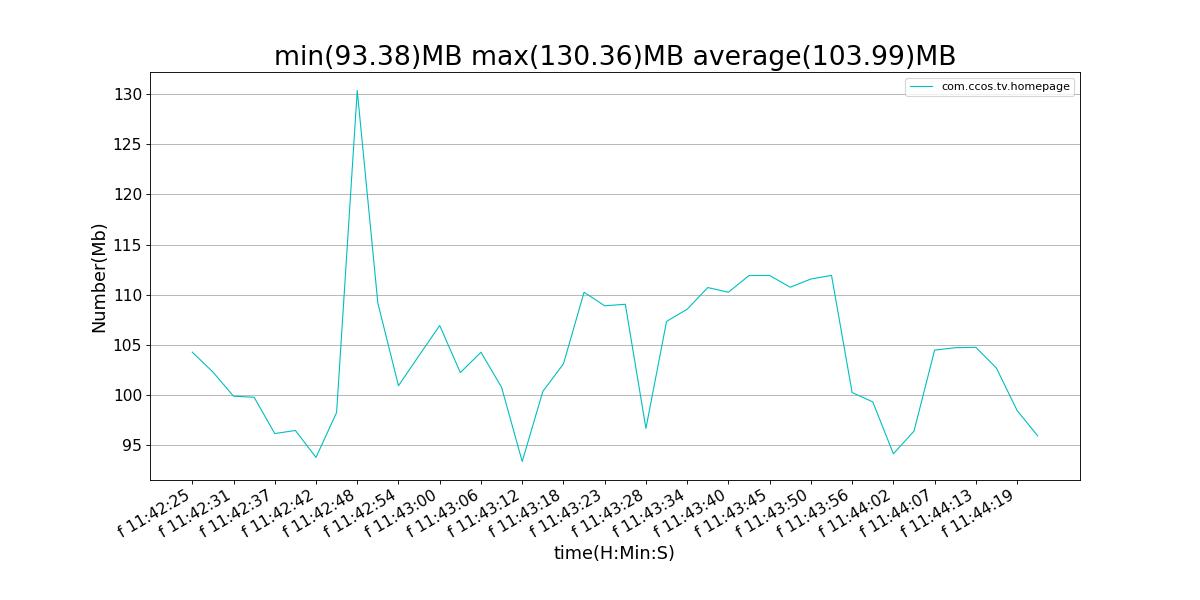 min(93.38)MB max(130.36)MB average(103.99)MB
com.ccos.tv.homepage
130
125
120
115
110
105
100
95
Number(Mb)
f 11:42:25
f 11:42:31
f 11:42:37
f 11:42:42
f 11:42:48
f 11:42:54
f 11:43:00
f 11:43:06
f 11:43:12
f 11:43:18
f 11:43:23
f 11:43:28
f 11:43:34
f 11:43:40
f 11:43:45
f 11:43:50
f 11:43:56
f 11:44:02
f 11:44:07
f 11:44:13
f 11:44:19
time(H:Min:S)